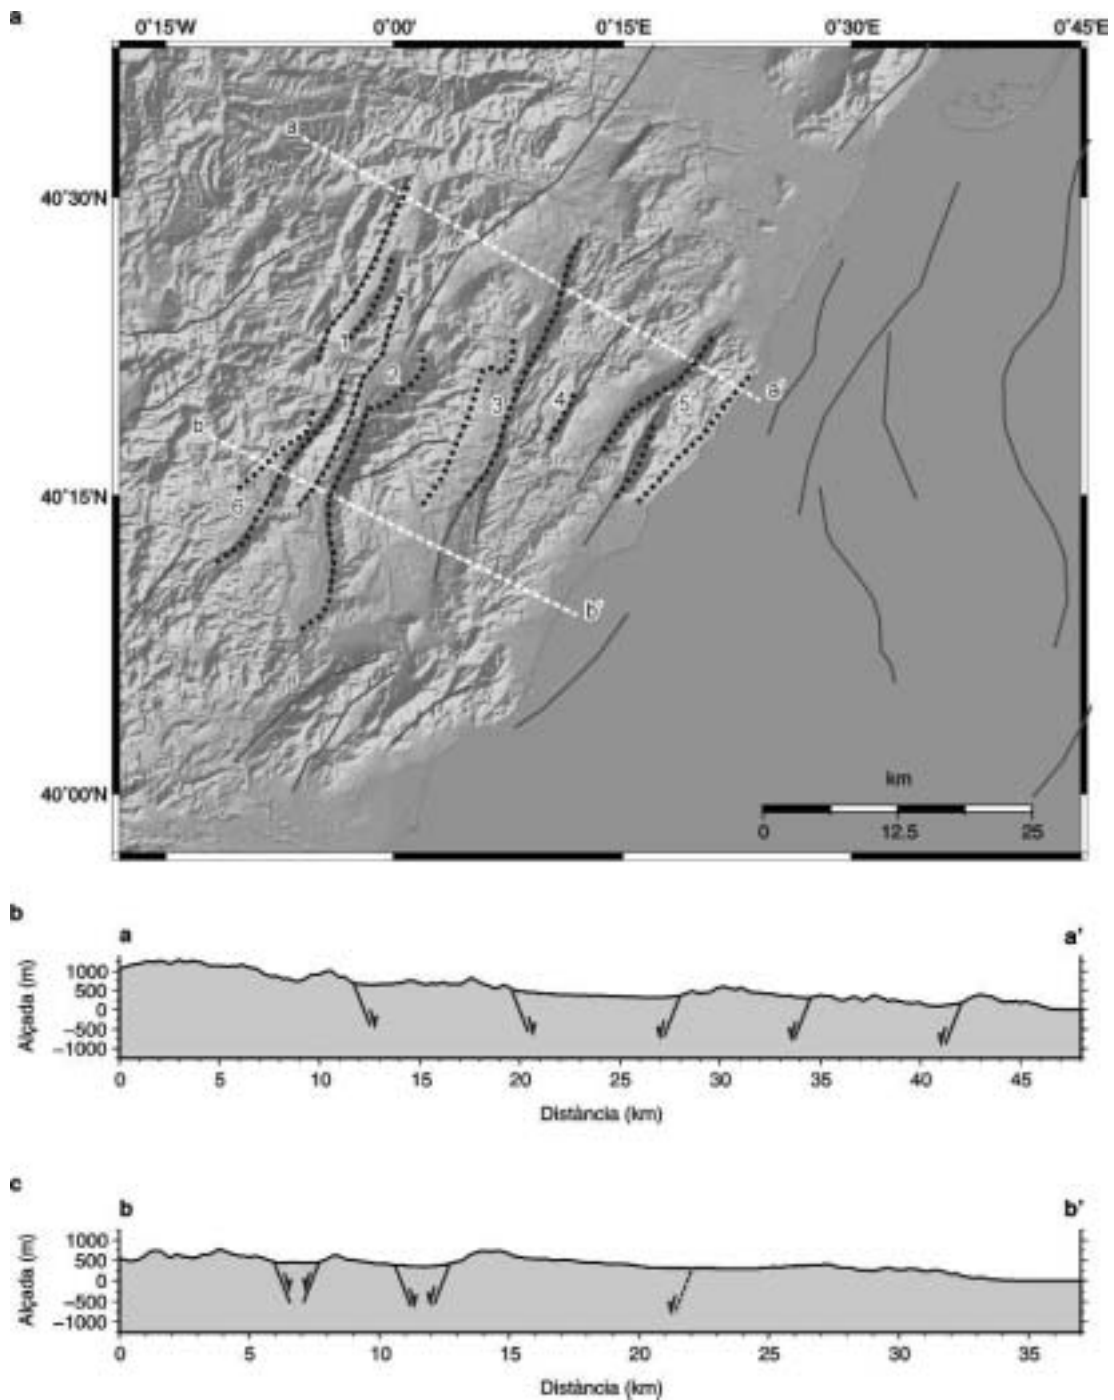 a
0°15'W 0°00' 0°15'E 0°30'E 0°45'E
a
40°30'N
1
2
3
4
5
a'
b
6
40°15'N
b'
40°00'N
km
0 12.5 25
b
a a'
Alçada (m)
1000
500
0
−500
−1000
0 5 10 15 20 25 30 35 40 45
Distància (km)
c
b b'
Alçada (m)
1000
500
0
−500
−1000
0 5 10 15 20 25 30 35
Distància (km)